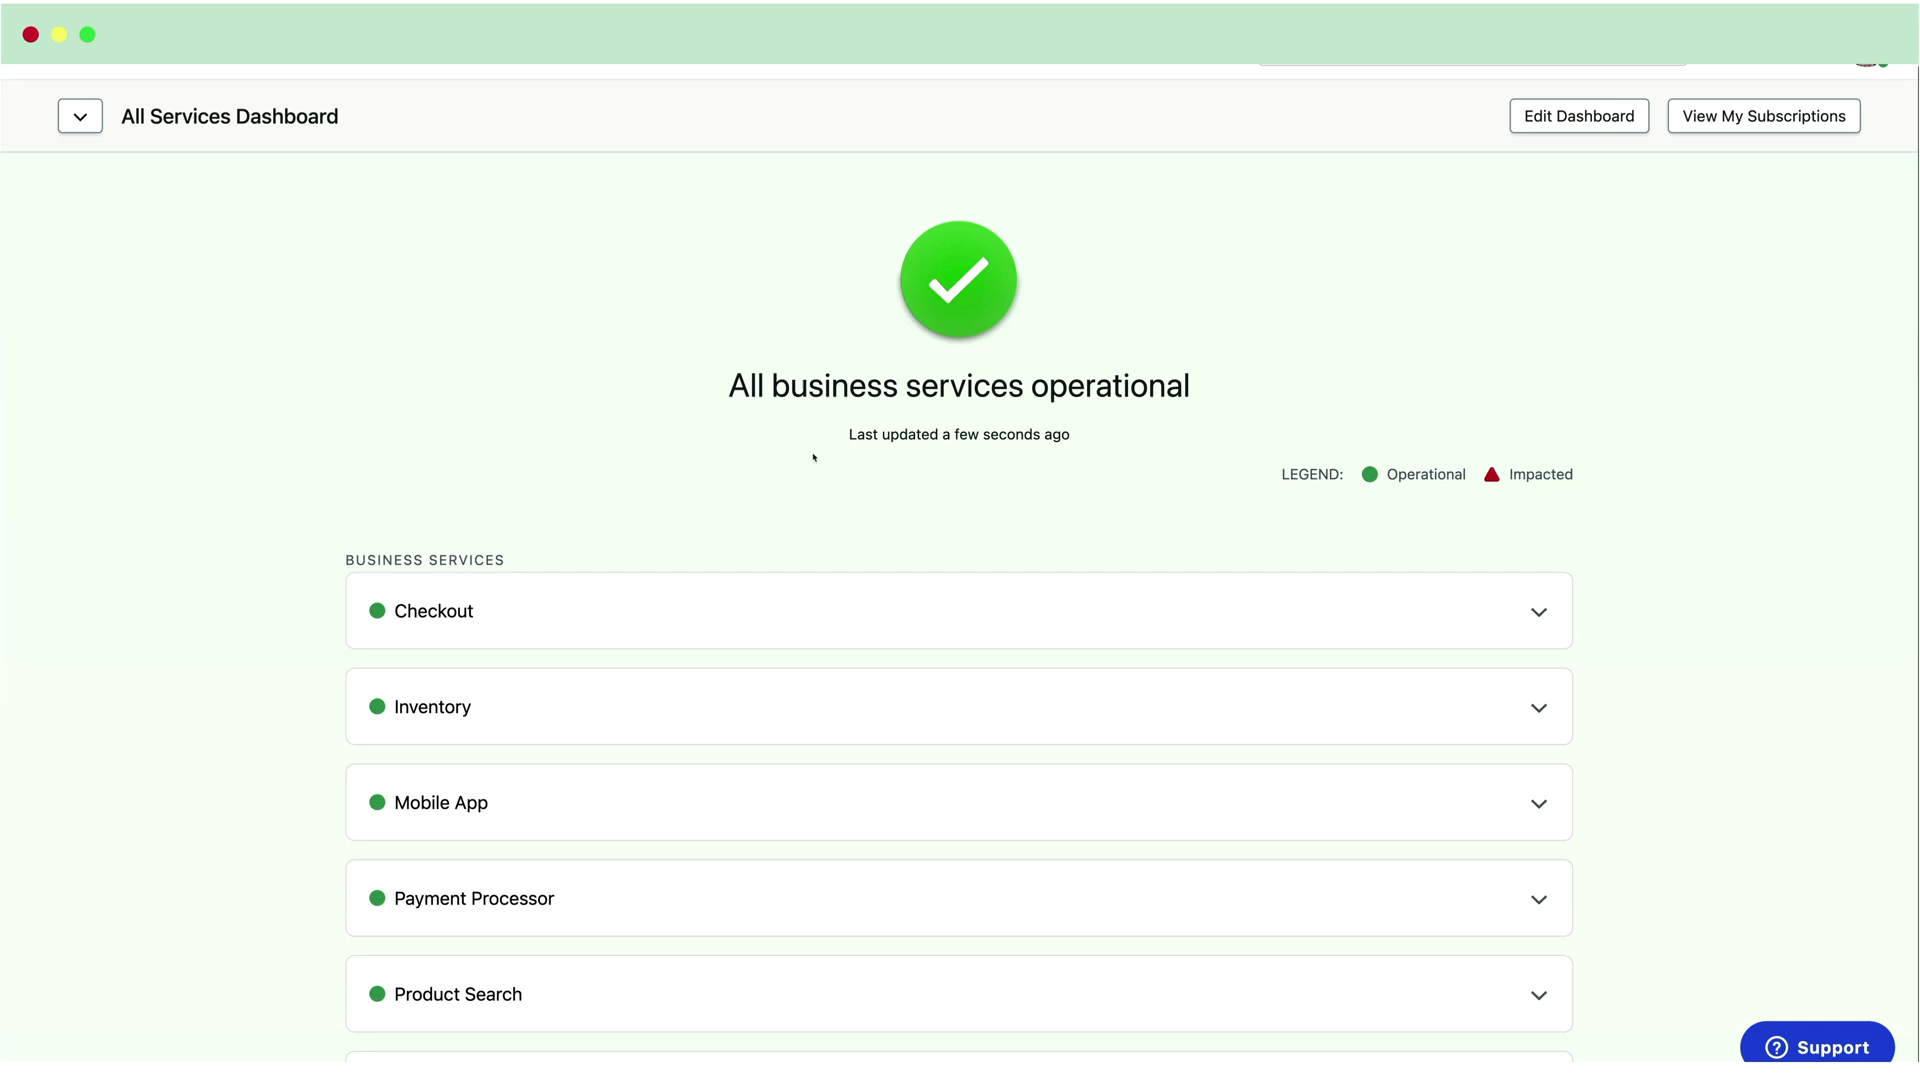 All Services Dashboard
Edit Dashboard
View My Subscriptions
All business services operational
Last updated a few seconds ago
LEGEND: Operational Impacted
BUSINESS SERVICES
Checkout
Inventory
Mobile App
Payment Processor
Product Search
? Support